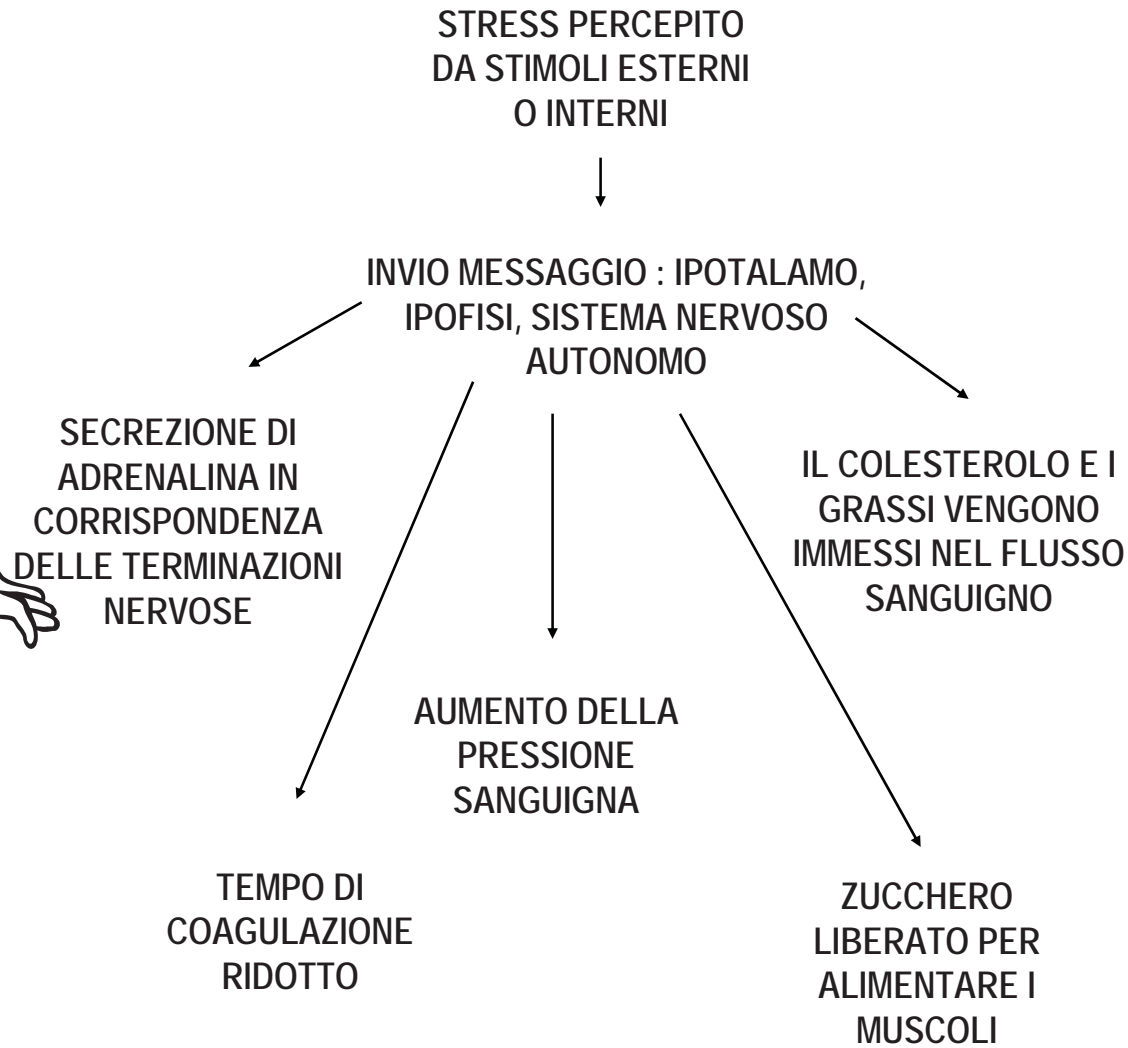 STRESS PERCEPITO
DA STIMOLI ESTERNI
O INTERNI
INVIO MESSAGGIO : IPOTALAMO,
IPOFISI, SISTEMA NERVOSO
AUTONOMO
SECREZIONE DI
ADRENALINA IN
CORRISPONDENZA
DELLE TERMINAZIONI
NERVOSE
IL COLESTEROLO E I
GRASSI VENGONO
IMMESSI NEL FLUSSO
SANGUIGNO
AUMENTO DELLA
PRESSIONE
SANGUIGNA
TEMPO DI
COAGULAZIONE
RIDOTTO
ZUCCHERO
LIBERATO PER
ALIMENTARE I
MUSCOLI